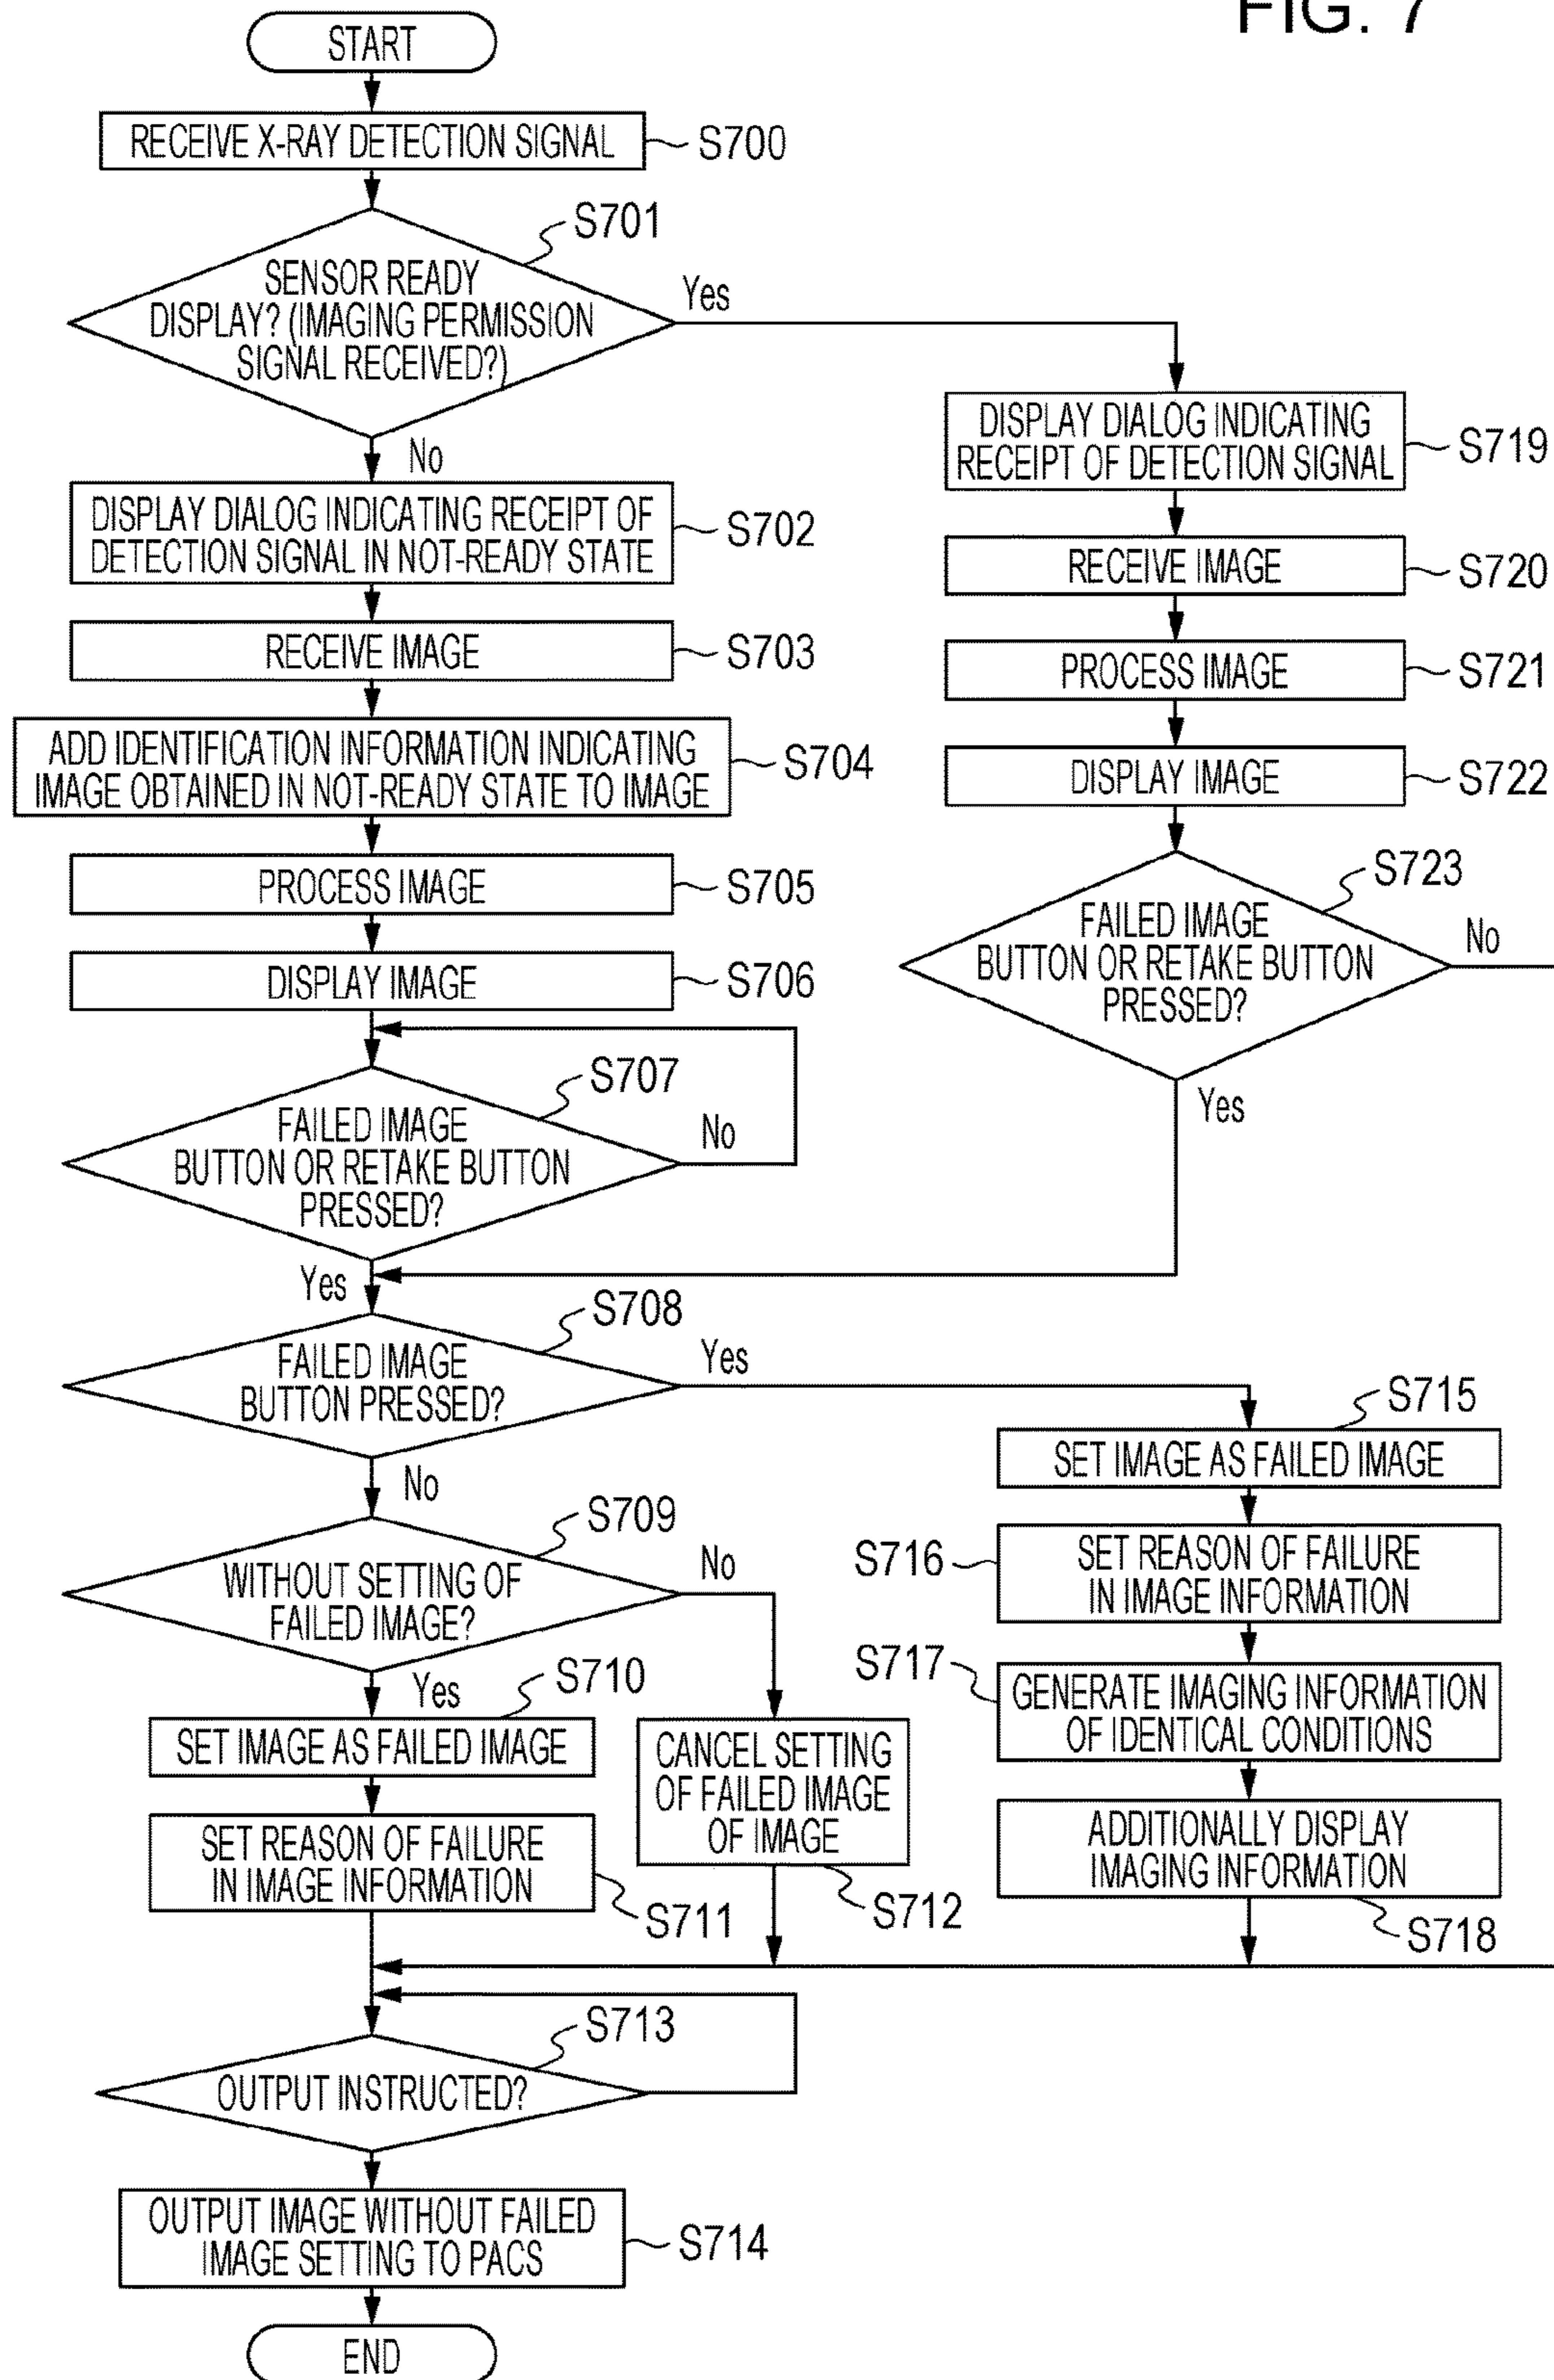 FIG. 7
START
RECEIVE X-RAY DETECTION SIGNAL
S700
S701
SENSOR READY
DISPLAY? (IMAGING PERMISSION
SIGNAL RECEIVED?)
Yes
No
DISPLAY DIALOG INDICATING RECEIPT OF
DETECTION SIGNAL IN NOT-READY STATE
S702
RECEIVE IMAGE
S703
ADD IDENTIFICATION INFORMATION INDICATING
IMAGE OBTAINED IN NOT-READY STATE TO IMAGE
S704
PROCESS IMAGE
S705
DISPLAY IMAGE
S706
S707
FAILED IMAGE
BUTTON OR RETAKE BUTTON
PRESSED?
No
Yes
DISPLAY DIALOG INDICATING
RECEIPT OF DETECTION SIGNAL
S719
RECEIVE IMAGE
S720
PROCESS IMAGE
S721
DISPLAY IMAGE
S722
S723
FAILED IMAGE
BUTTON OR RETAKE BUTTON
PRESSED?
No
Yes
S708
FAILED IMAGE
BUTTON PRESSED?
Yes
No
S709
WITHOUT SETTING OF
FAILED IMAGE?
No
Yes
S710
SET IMAGE AS FAILED IMAGE
SET REASON OF FAILURE
IN IMAGE INFORMATION
S711
CANCEL SETTING
OF FAILED IMAGE
OF IMAGE
S712
S715
SET IMAGE AS FAILED IMAGE
S716
SET REASON OF FAILURE
IN IMAGE INFORMATION
S717
GENERATE IMAGING INFORMATION
OF IDENTICAL CONDITIONS
ADDITIONALLY DISPLAY
IMAGING INFORMATION
S718
S713
OUTPUT INSTRUCTED?
OUTPUT IMAGE WITHOUT FAILED
IMAGE SETTING TO PACS
S714
END